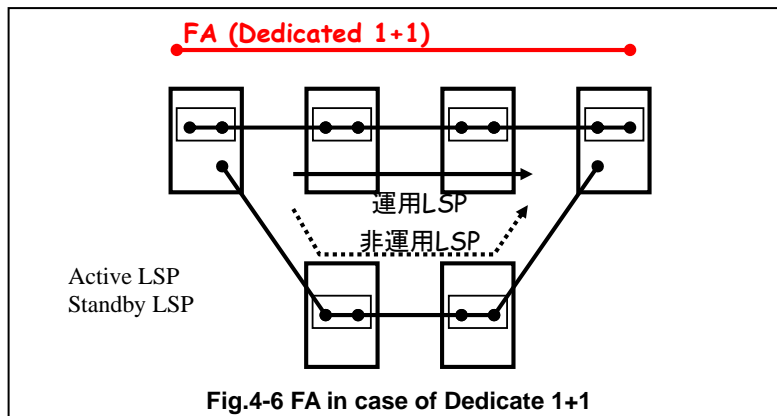 FA (Dedicated 1+1)
運用LSP
非運用LSP
Active LSP
Standby LSP
Fig.4-6 FA in case of Dedicate 1+1